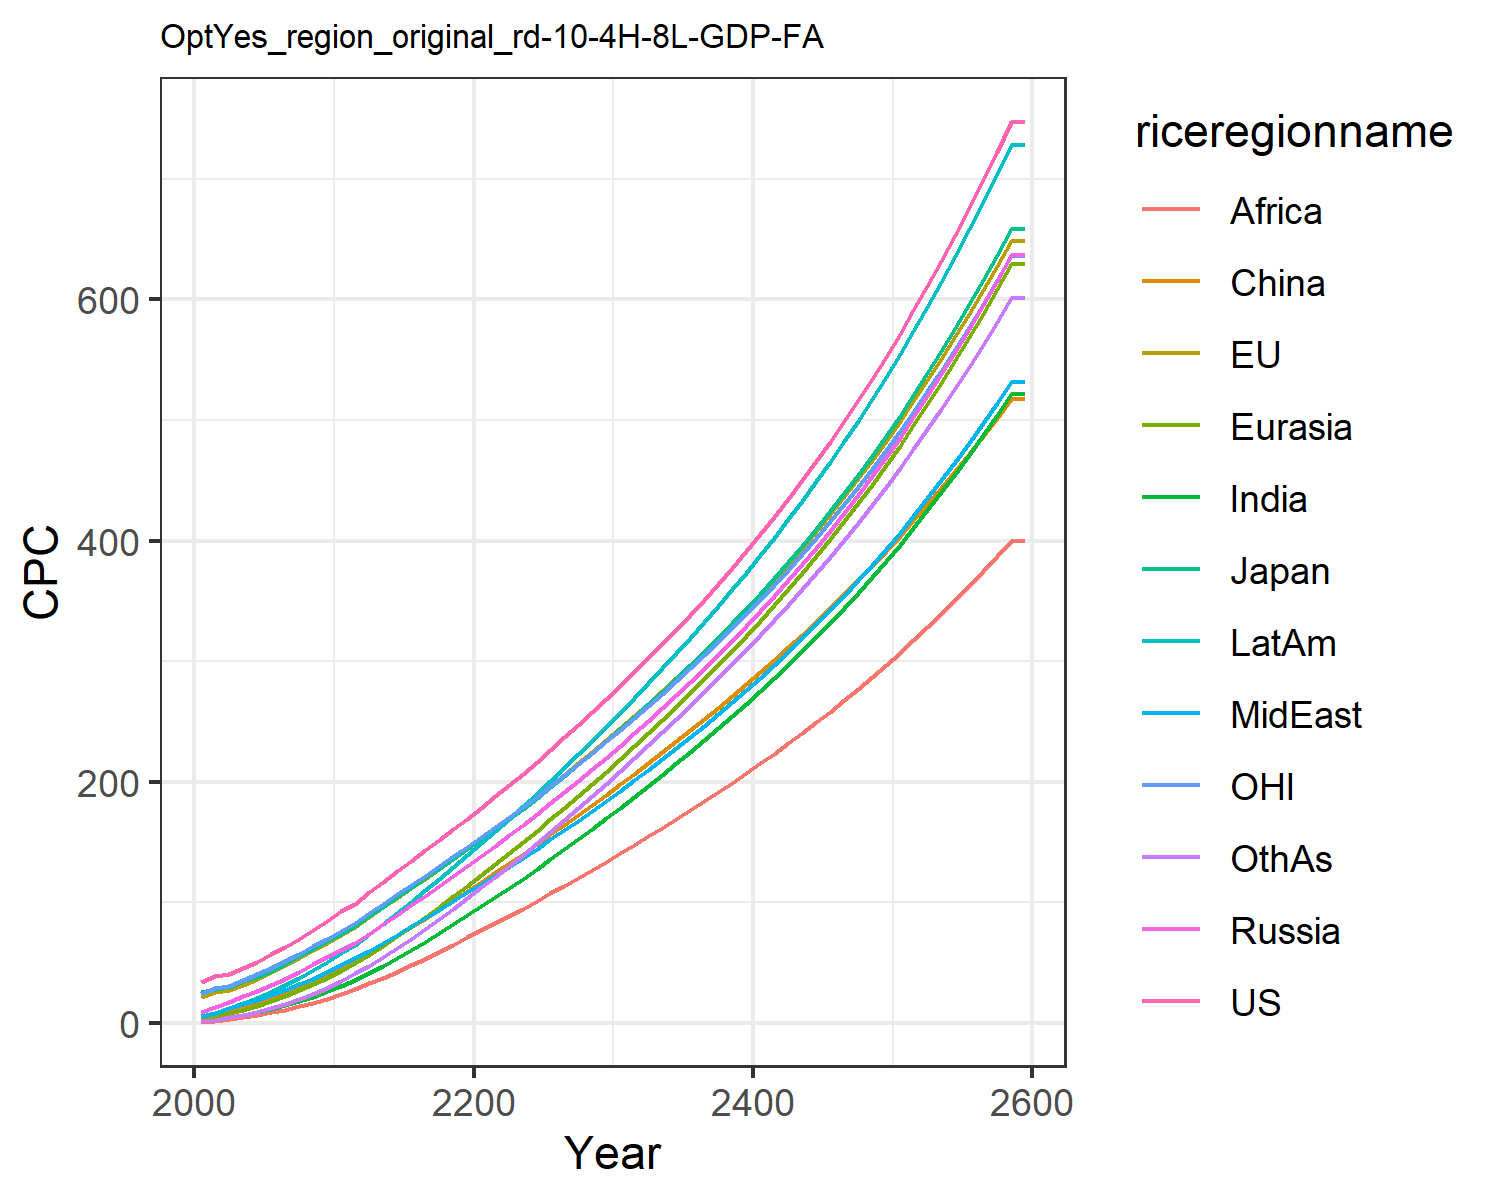 OptYes_region_original_rd-10-4H-8L-GDP-FA
CPC
600
400
200
0
2000
2200
2400
2600
Year
riceregionname
Africa
China
EU
Eurasia
India
Japan
LatAm
MidEast
OHI
OthAs
Russia
US